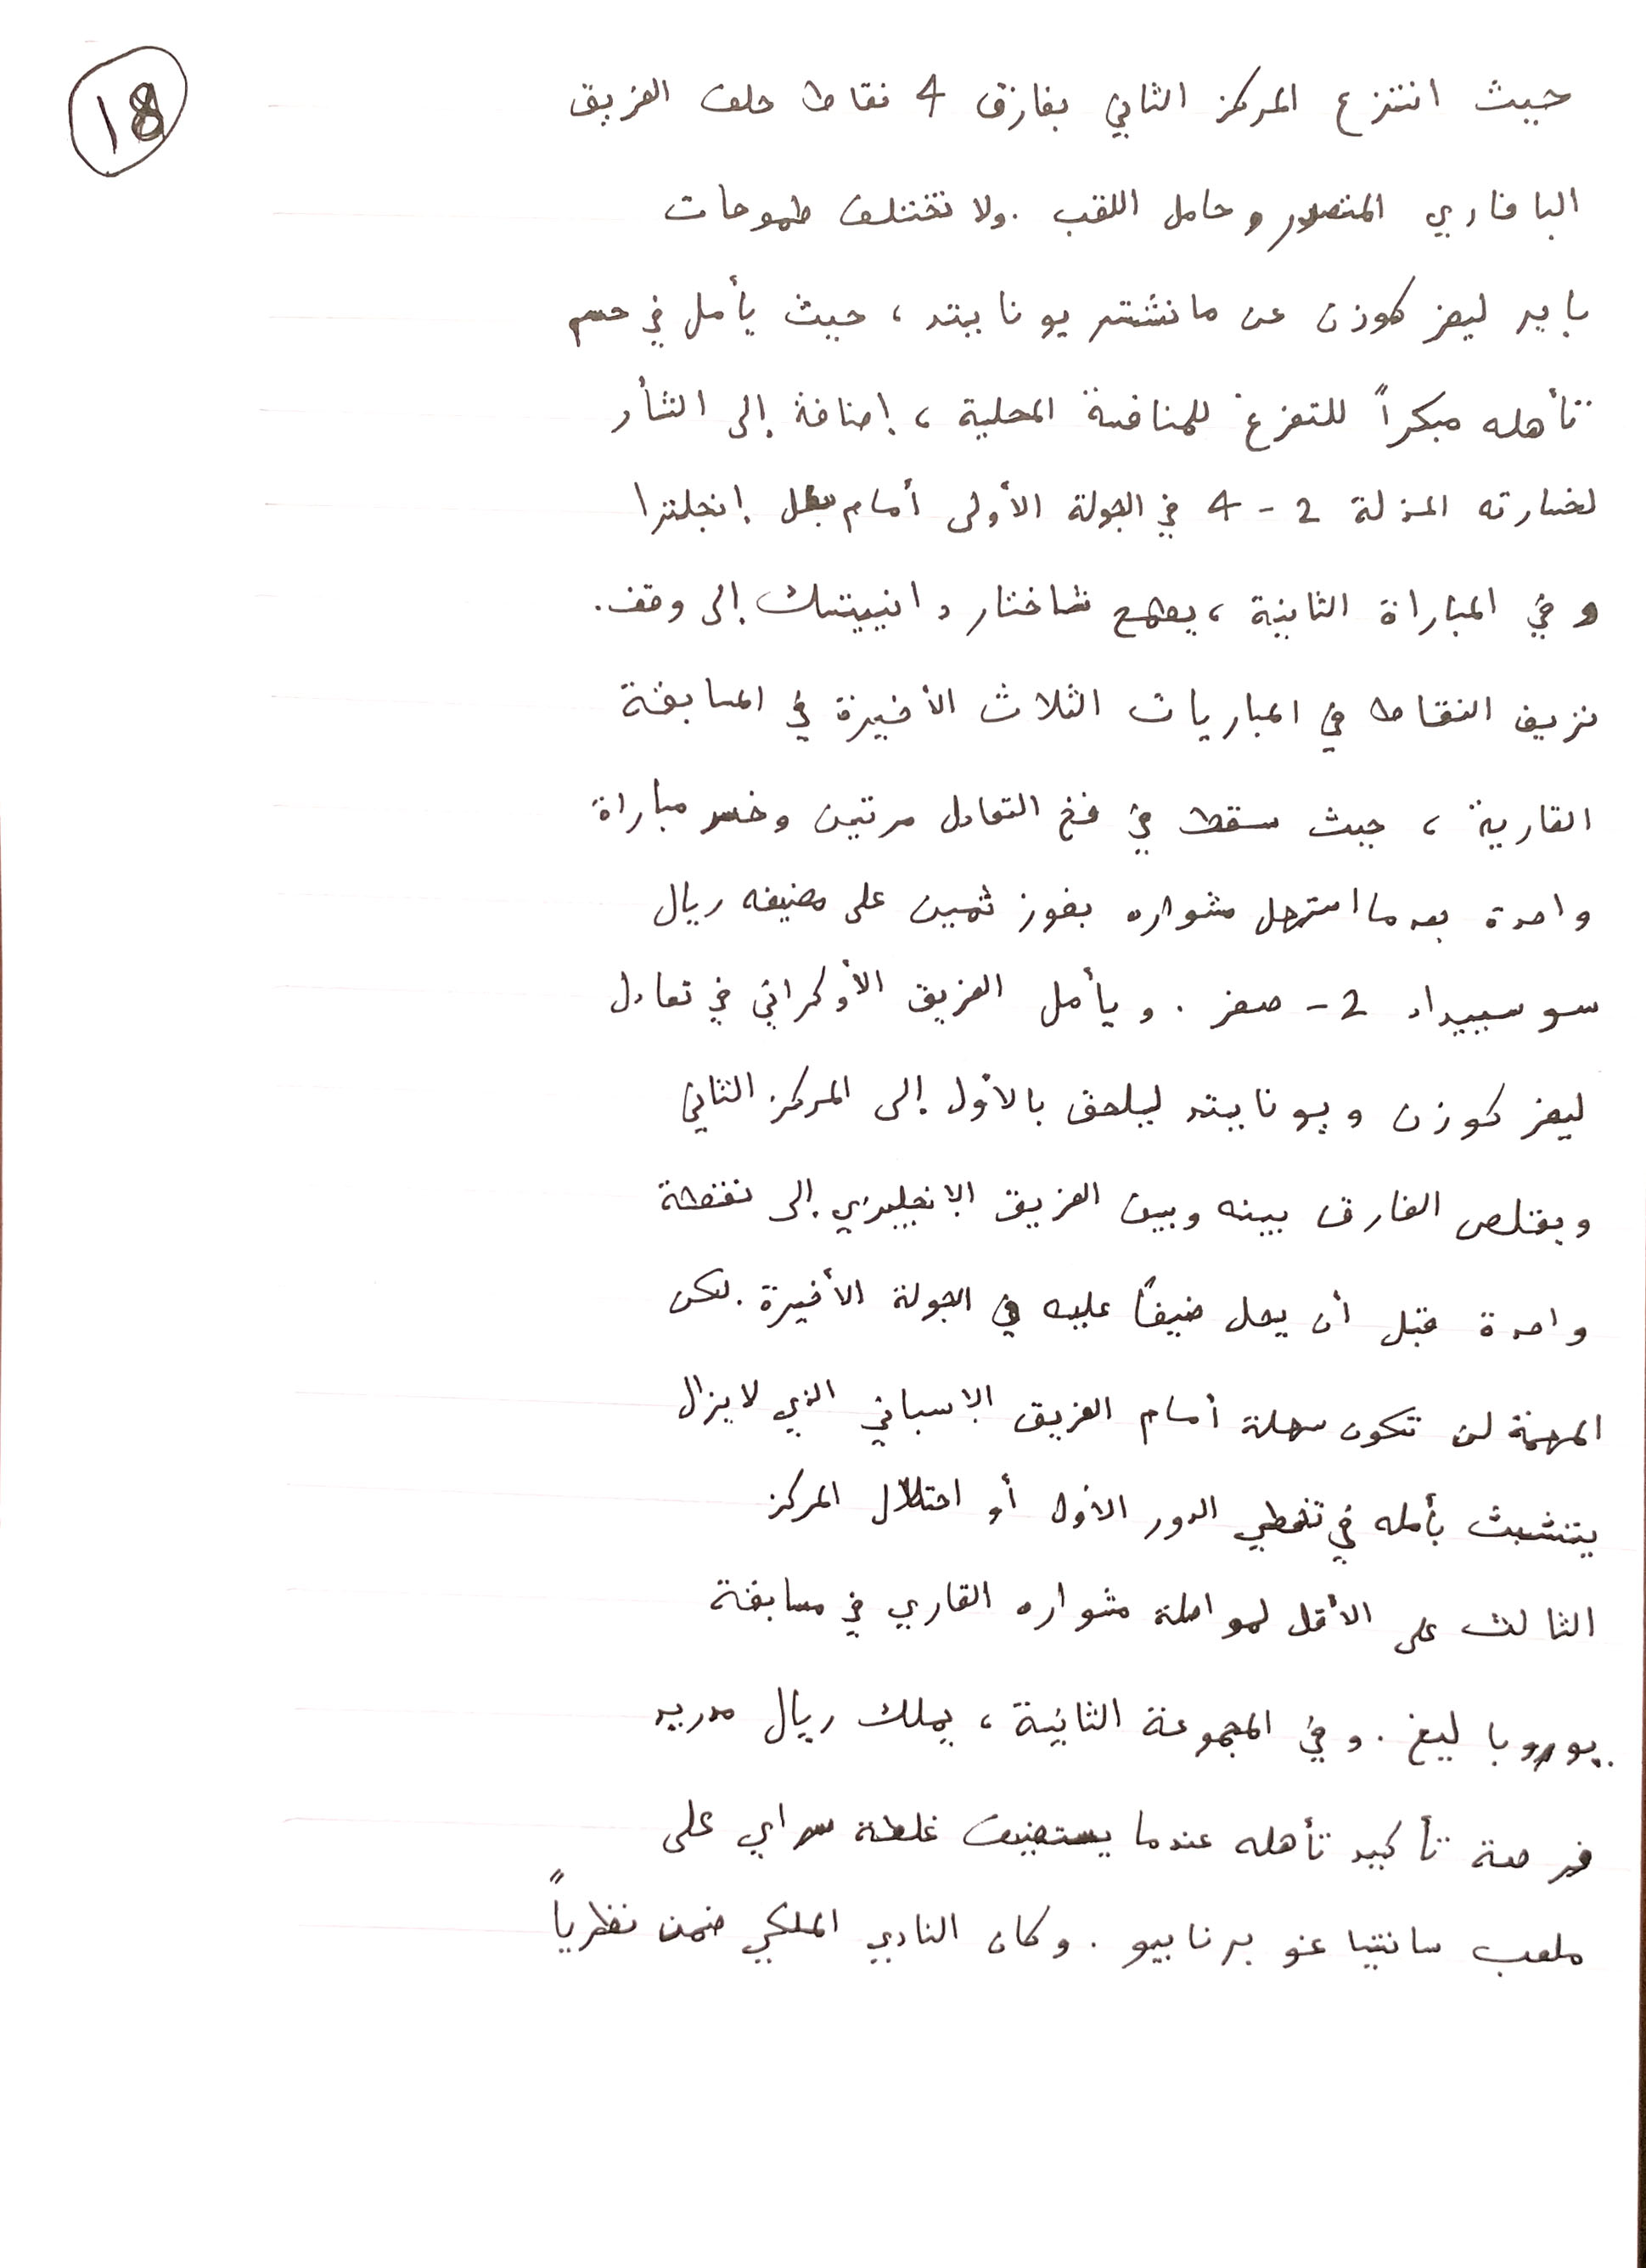 18
حيث انتزع المركز الثاني بفارق 4 نقاط خلف الفريق
البافاري المتصدر وحامل اللقب . ولا تختلف طموحات
باير ليفر كوزن عن مانشستر يونايتد ، حيث يأمل في حسم
تأهله مبكراً للتفرغ للمنافسة المحلية ، إضافة إلى الثأر
لخسارته المذلة 2 - 4 في الجولة الأولى أمام بطل إنجلترا
وفي المباراة الثانية ، يطمح شاختار دانييتسك إلى وقف .
نزيف النقاط في المباريات الثلاث الأخيرة في المسابقة
القارية ، حيث سقط في فخ التعادل مرتين وخسر مباراة
واحدة بعدما استهل مشواره بفوز ثمين على مضيفه ريال
سوسييداد 2 - صفر . ويأمل الفريق الأوكراني في تعادل
ليفر كوزن ويونايتد ليلحق بالأول إلى المركز الثاني
ويقلص الفارق بينه وبين الفريق الإنجليزي إلى نقطة
واحدة قبل أن يحل ضيفاً عليه في الجولة الأخيرة . لكن
المهمة لن تكون سهلة أمام الفريق الإسباني الذي لا يزال
يتشبث بأمله في تخطي الدور الأول أو احتلال المركز
الثالث على الأقل لمواصلة مشواره القاري في مسابقة
يوروبا ليغ . وفي المجموعة الثانية ، يملك ريال مدريد
فرصة تأكيد تأهله عندما يستضيف غلطة سراي على
ملعب سانتياغو برنابيو . وكان النادي الملكي ضمن نظرياً